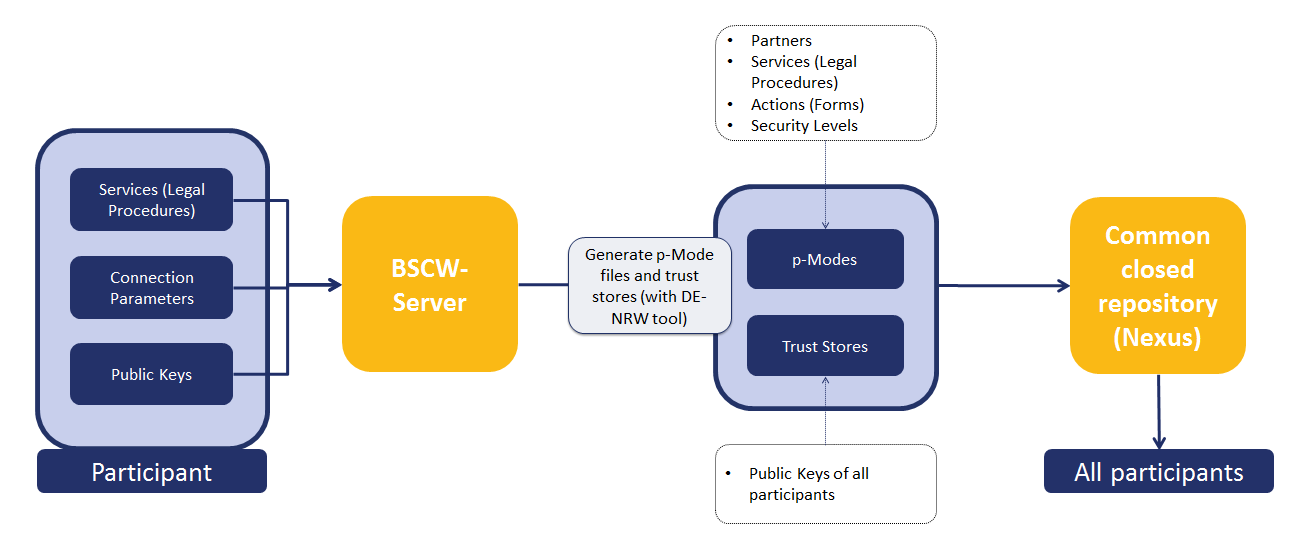 • Partners
• Services (Legal
Procedures)
• Actions (Forms)
• Security Levels
Services (Legal
Procedures)
Connection
Parameters
Public Keys
Participant
BSCW-
Server
Generate p-Mode
files and trust
stores (with DE-
NRW tool)
p-Modes
Trust Stores
• Public Keys of all
participants
Common
closed
repository
(Nexus)
All participants